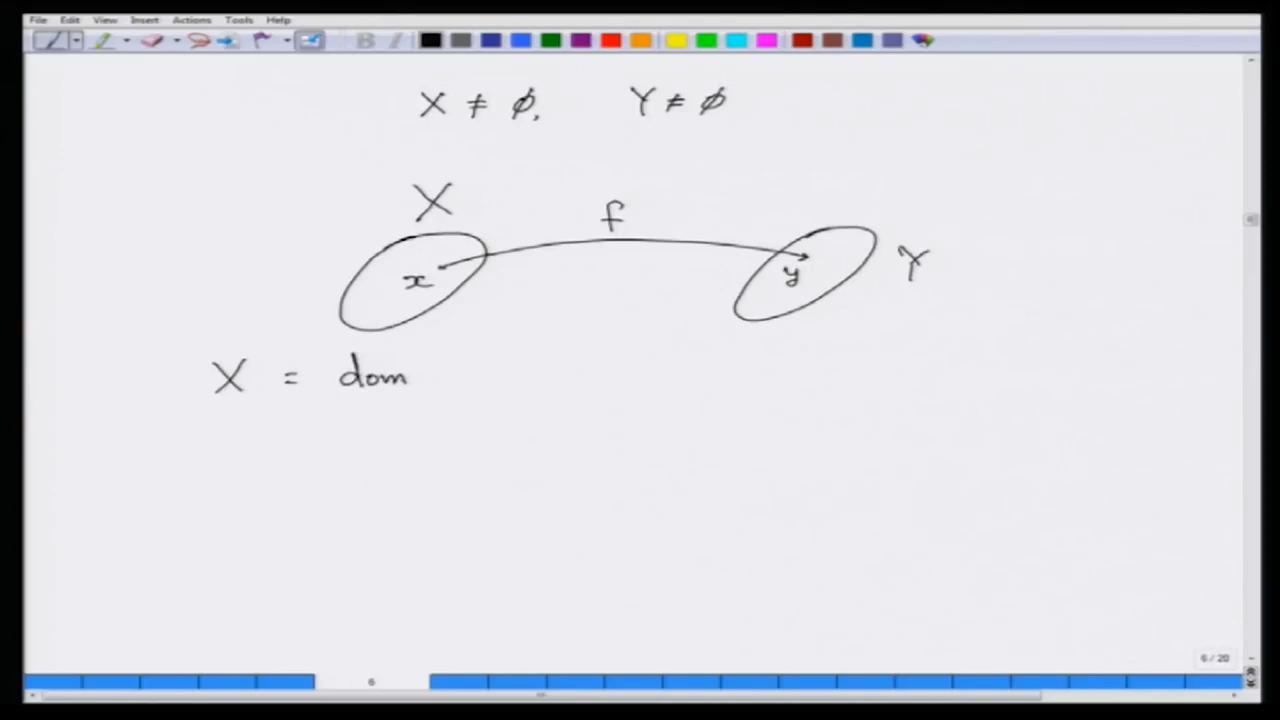 File Edit View Insert Actions Tools Help
B I
X ≠ ϕ, Y ≠ ϕ
X
f
x
y
Y
X = dom
6 / 20
6